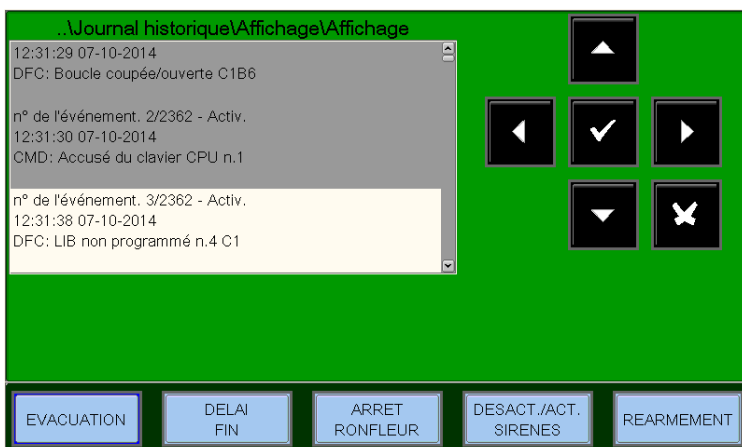 ..\Journal historique\Affichage\Affichage
12:31:29 07-10-2014
DFC: Boucle coupée/ouverte C1B6
n° de l'événement. 2/2362 - Activ.
12:31:30 07-10-2014
CMD: Accusé du clavier CPU n.1
n° de l'événement. 3/2362 - Activ.
12:31:38 07-10-2014
DFC: LIB non programmé n.4 C1
EVACUATION
DELAI
FIN
ARRET
RONFLEUR
DESACT./ACT.
SIRENES
REARMEMENT